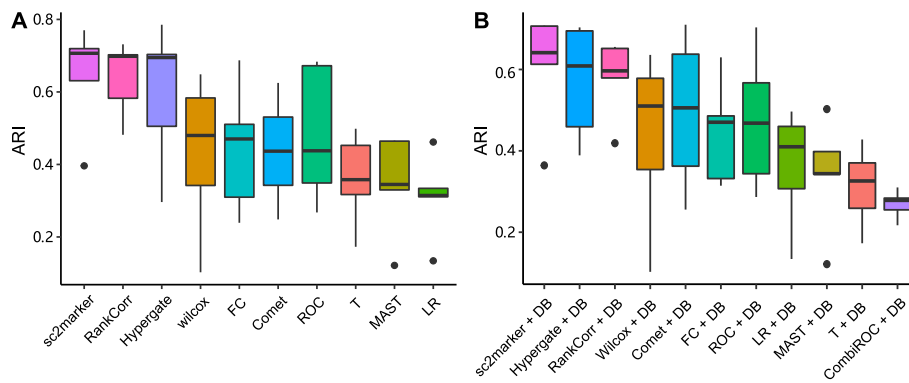 A
ARI
0.8
0.6
0.4
0.2
sc2marker
RankCorr
Hypergate
wilcox
FC
Comet
ROC
T
MAST
LR
B
ARI
0.6
0.4
0.2
sc2marker + DB
Hypergate + DB
RankCorr + DB
Wilcox + DB
Comet + DB
FC + DB
ROC + DB
LR + DB
MAST + DB
T + DB
CombiROC + DB